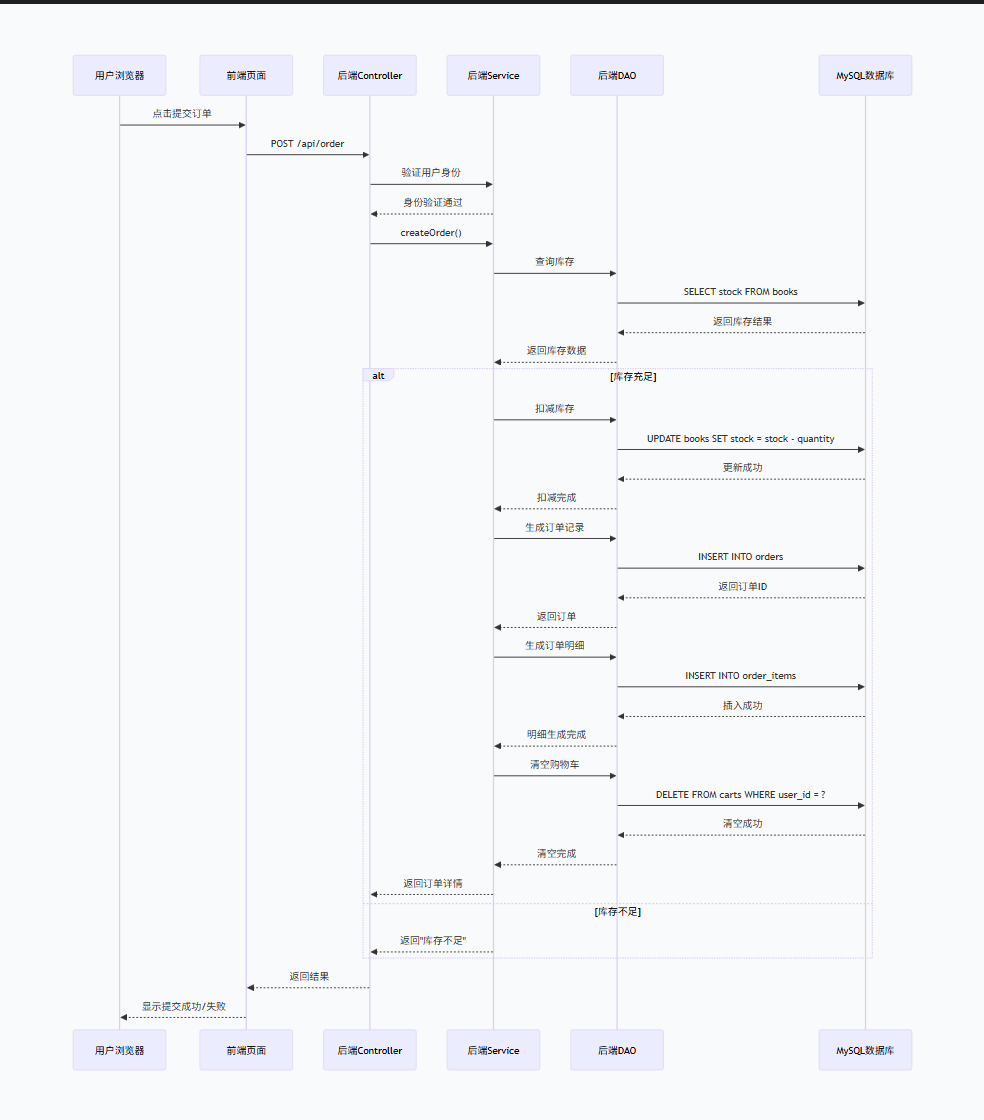 用户浏览器 前端页面 后端Controller 后端Service 后端DAO MySQL数据库
点击提交订单
POST /api/order
验证用户身份
身份验证通过
createOrder()
查询库存
SELECT stock FROM books
返回库存结果
返回库存数据
alt [库存充足]
扣减库存
UPDATE books SET stock = stock - quantity
更新成功
扣减完成
生成订单记录
INSERT INTO orders
返回订单ID
返回订单
生成订单明细
INSERT INTO order_items
插入成功
明细生成完成
清空购物车
DELETE FROM carts WHERE user_id = ?
清空成功
清空完成
返回订单详情
[库存不足]
返回"库存不足"
返回结果
显示提交成功/失败
用户浏览器 前端页面 后端Controller 后端Service 后端DAO MySQL数据库